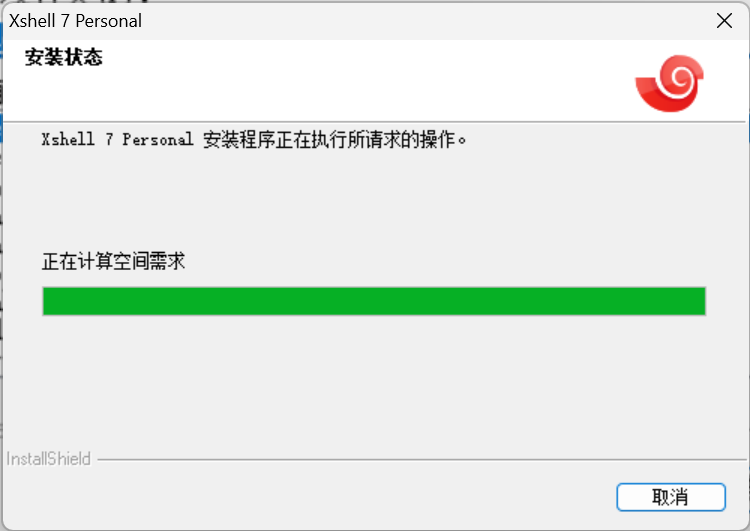 Xshell 7 Personal
安装状态
Xshell 7 Personal 安装程序正在执行所请求的操作。
正在计算空间需求
InstallShield
取消